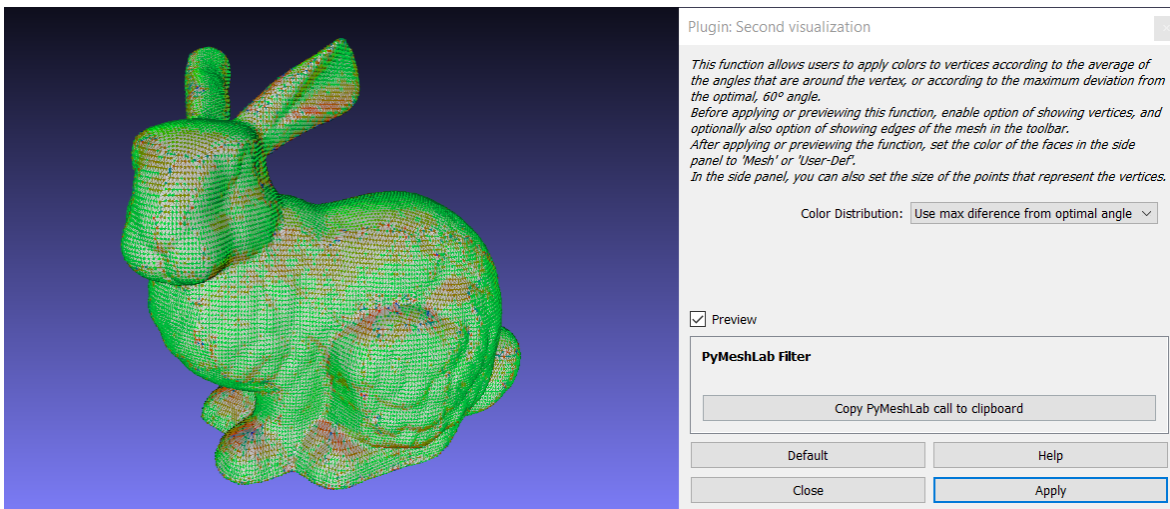 Plugin: Second visualization
This function allows users to apply colors to vertices according to the average of
the angles that are around the vertex, or according to the maximum deviation from
the optimal, 60° angle.
Before applying or previewing this function, enable option of showing vertices, and
optionally also option of showing edges of the mesh in the toolbar.
After applying or previewing the function, set the color of the faces in the side
panel to 'Mesh' or 'User-Def'.
In the side panel, you can also set the size of the points that represent the vertices.
Color Distribution: Use max diference from optimal angle
Preview
PyMeshLab Filter
Copy PyMeshLab call to clipboard
Default Help
Close Apply